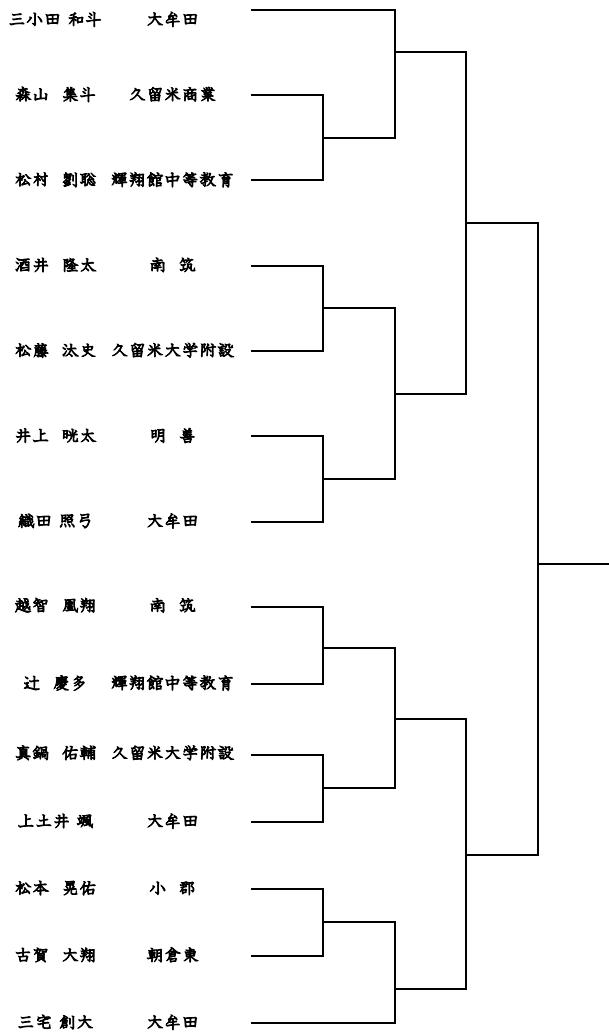 三小田 和斗 大牟田
森山 集斗 久留米商業
松村 劉聡 輝翔館中等教育
酒井 隆太 南 筑
松藤 汰史 久留米大学附設
井上 晄太 明 善
織田 照弓 大牟田
越智 凰翔 南 筑
辻 慶多 輝翔館中等教育
真鍋 佑輔 久留米大学附設
上土井 颯 大牟田
松本 晃佑 小 郡
古賀 大翔 朝倉東
三宅 創大 大牟田